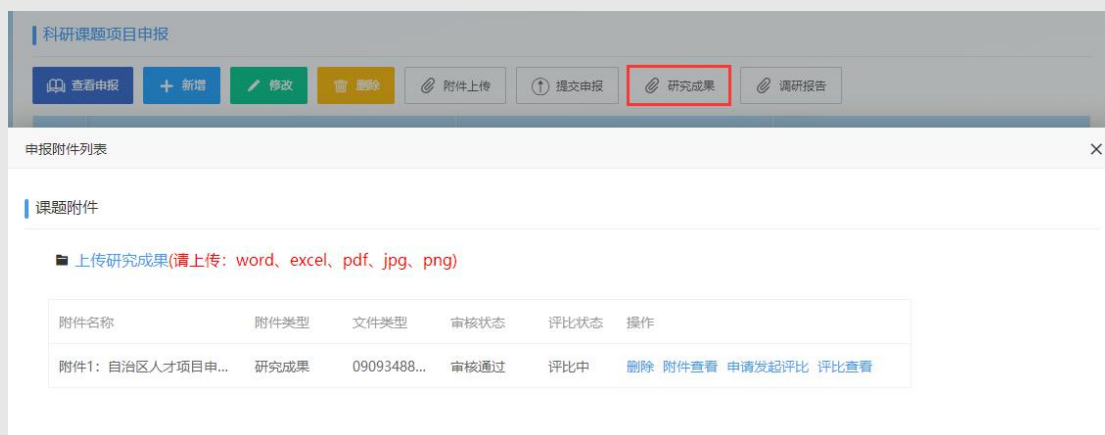 科研课题项目申报
查看申报 新增 修改 删除 附件上传 提交申报 研究成果 调研报告
申报附件列表
课题附件
上传研究成果(请上传：word、excel、pdf、jpg、png)
附件名称 附件类型 文件类型 审核状态 评比状态 操作
附件1：自治区人才项目申... 研究成果 09093488... 审核通过 评比中 删除 附件查看 申请发起评比 评比查看